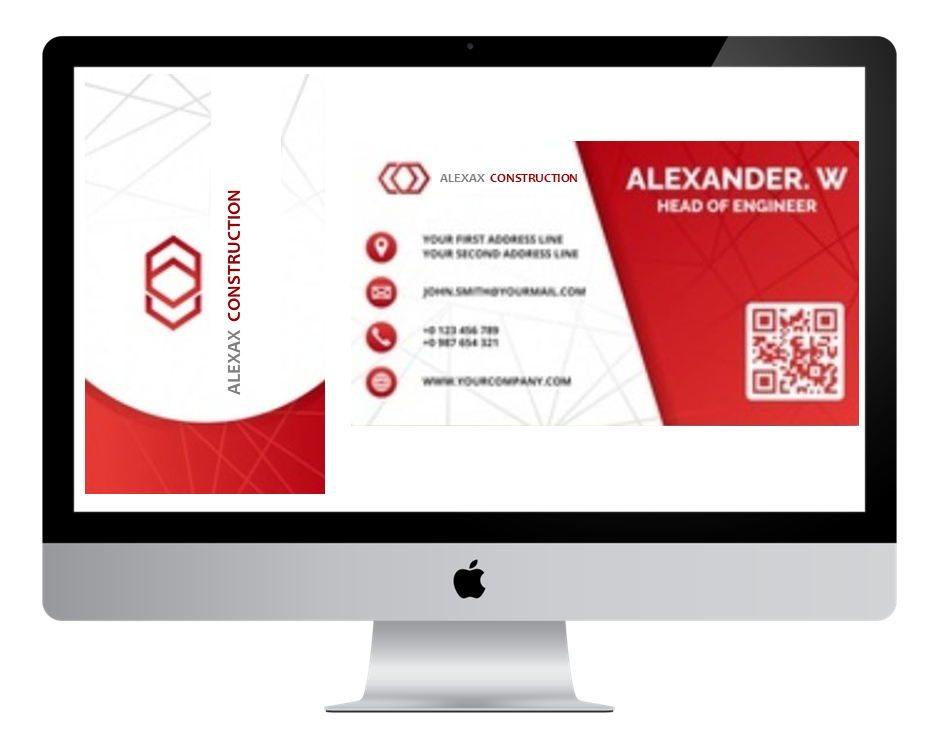 ALEXAX CONSTRUCTION
ALEXAX CONSTRUCTION
YOUR FIRST ADDRESS LINE
YOUR SECOND ADDRESS LINE
JOHN.SMITH@YOURMAIL.COM
+0 123 456 789
+0 987 654 321
WWW.YOURCOMPANY.COM
ALEXANDER. W
HEAD OF ENGINEER